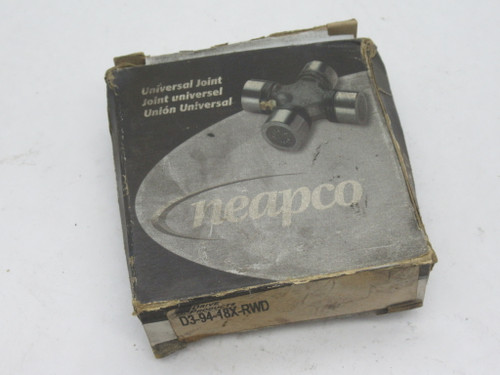 Universal Joint
Joint universel
Unión Universal
neapco
D3-94-18X-RWD